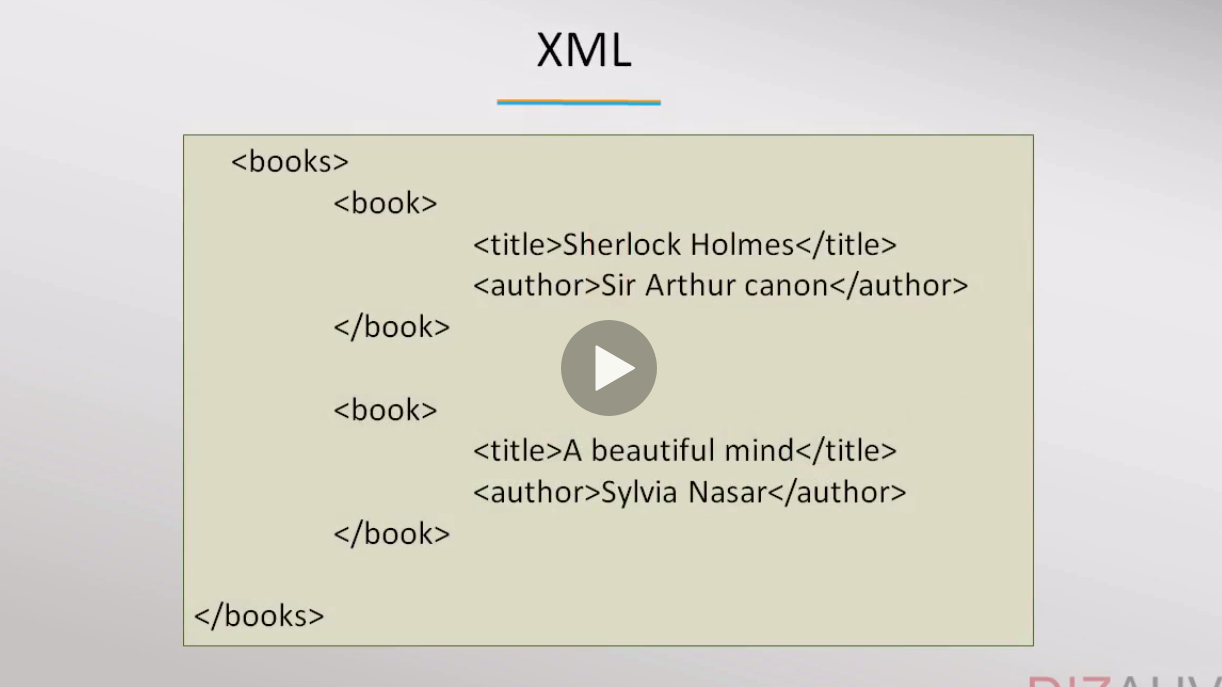 XML
<books>
<book>
<title>Sherlock Holmes</title>
<author>Sir Arthur canon</author>
</book>
<book>
<title>A beautiful mind</title>
<author>Sylvia Nasar</author>
</book>
</books>